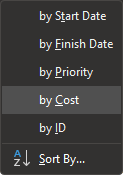 by Start Date
by Finish Date
by Priority
by Cost
by ID
Sort By...